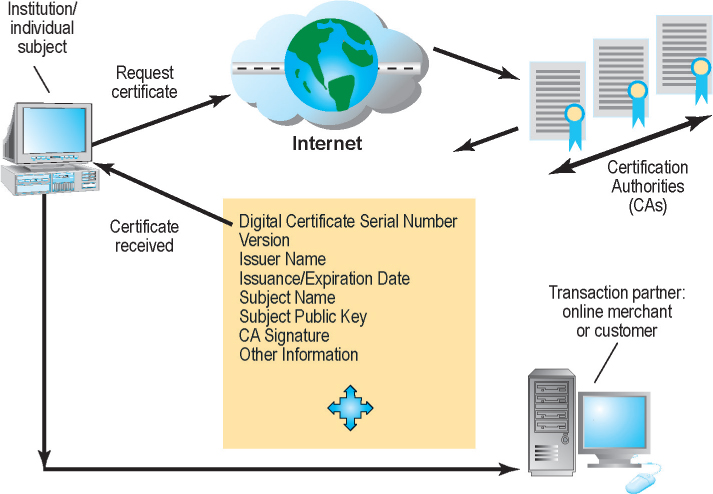 Institution/
individual
subject
Request
certificate
Internet
Certification
Authorities
(CAs)
Certificate
received
Digital Certificate Serial Number
Version
Issuer Name
Issuance/Expiration Date
Subject Name
Subject Public Key
CA Signature
Other Information
Transaction partner:
online merchant
or customer